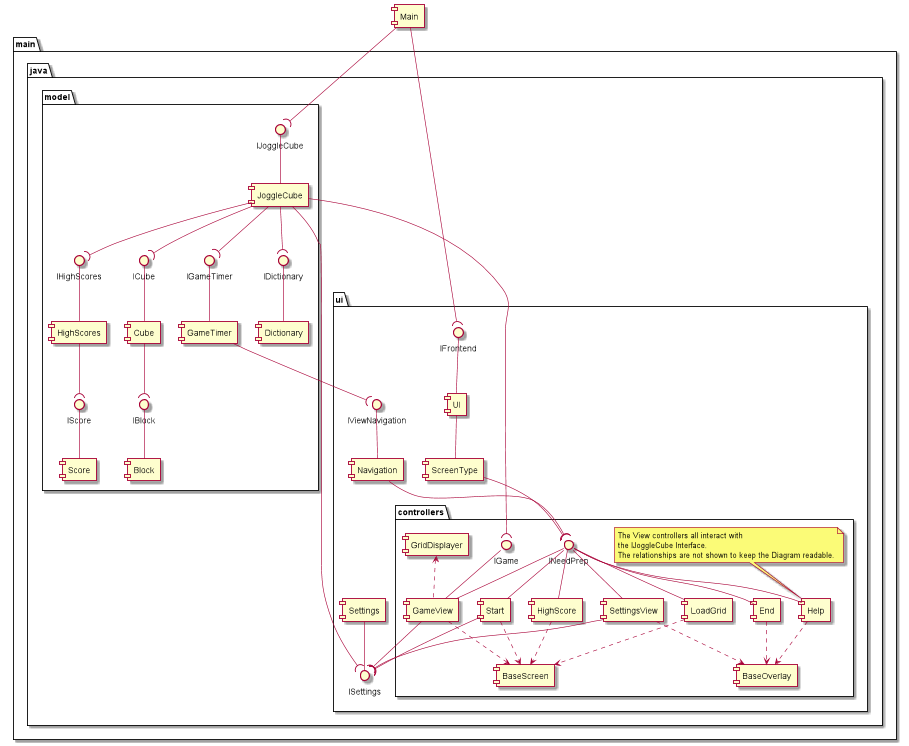 Main
main
java
model
IJoggleCube
JoggleCube
IHighScores
ICube
IGameTimer
IDictionary
ui
HighScores
Cube
GameTimer
Dictionary
IFrontend
IScore
IBlock
IViewNavigation
UI
Score
Block
Navigation
ScreenType
controllers
The View controllers all interact with
the IJoggleCube Interface.
The relationships are not shown to keep the Diagram readable.
GridDisplayer
IGame
INeedPrep
Settings
GameView
Start
HighScore
SettingsView
LoadGrid
End
Help
BaseScreen
BaseOverlay
ISettings